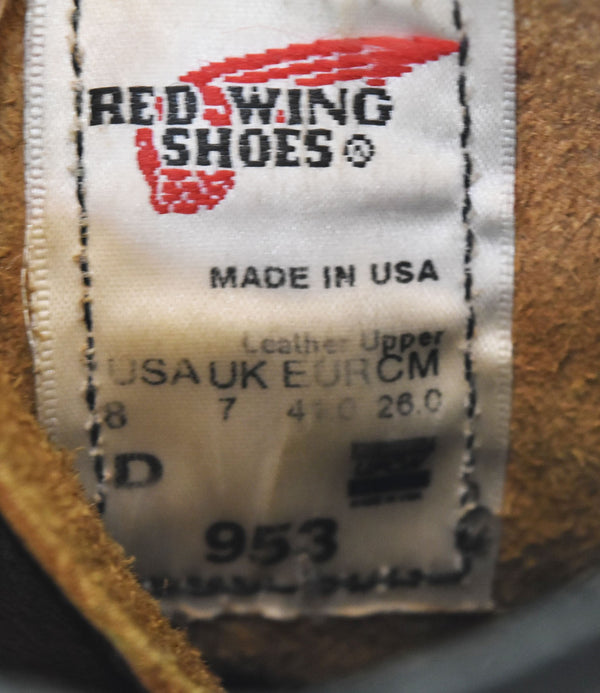 RED WING
SHOES ®
MADE IN USA
Leather Upper
USA UK EUR CM
8 7 41.0 26.0
D
953